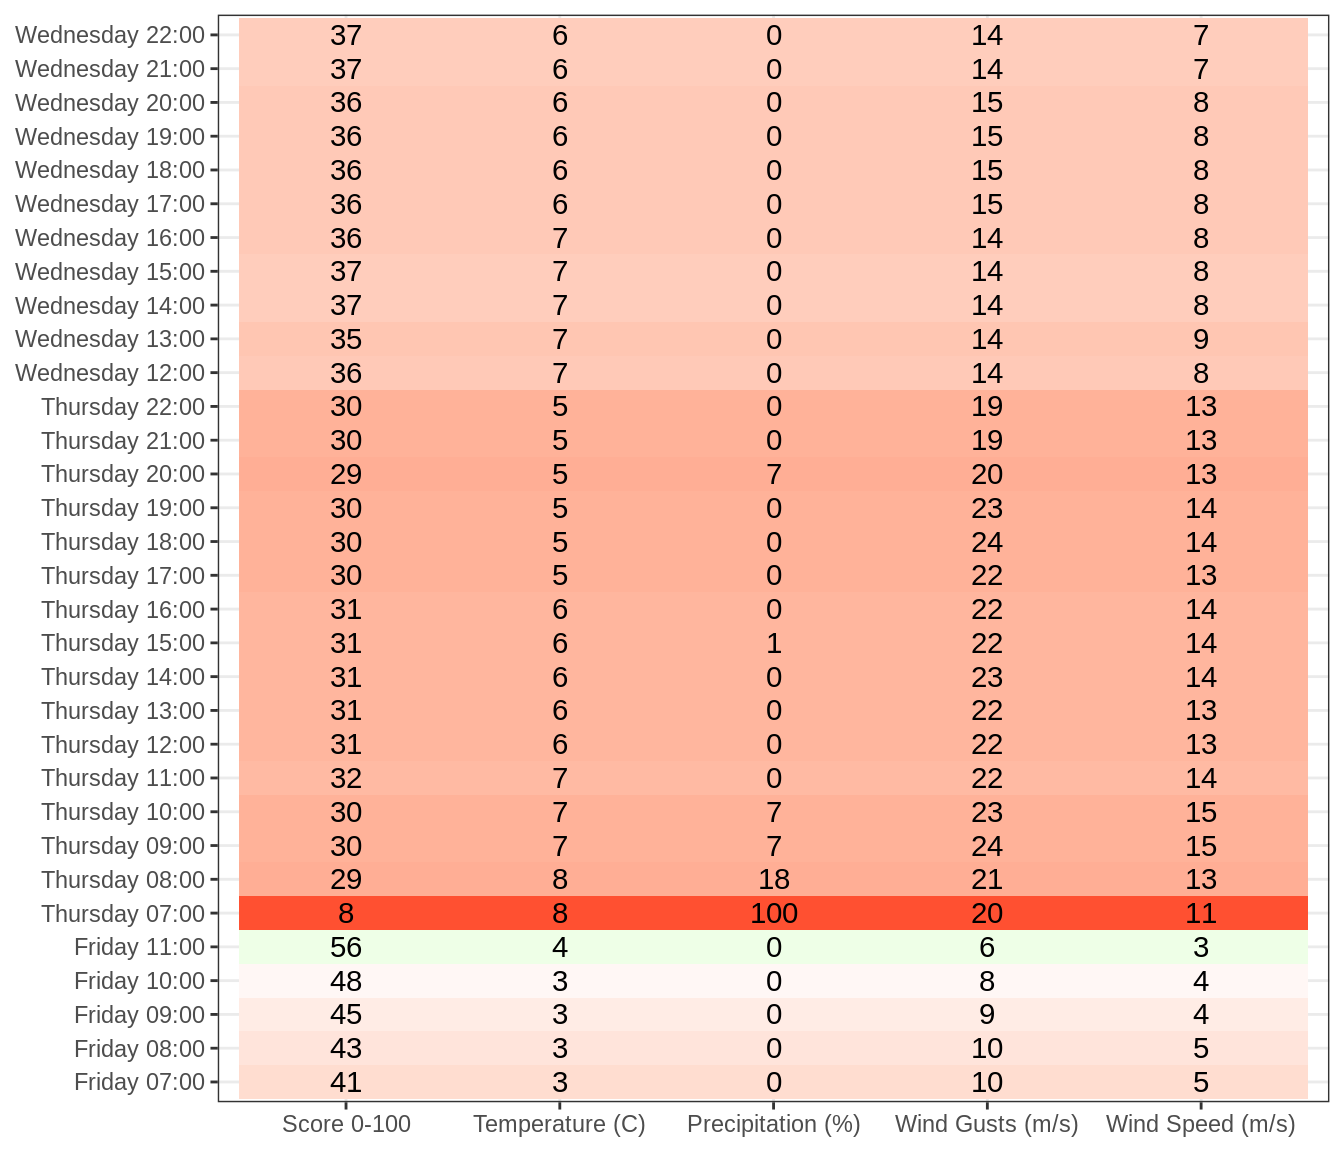 Wednesday 22:00 37 6 0 14 7
Wednesday 21:00 37 6 0 14 7
Wednesday 20:00 36 6 0 15 8
Wednesday 19:00 36 6 0 15 8
Wednesday 18:00 36 6 0 15 8
Wednesday 17:00 36 6 0 15 8
Wednesday 16:00 36 7 0 14 8
Wednesday 15:00 37 7 0 14 8
Wednesday 14:00 37 7 0 14 8
Wednesday 13:00 35 7 0 14 9
Wednesday 12:00 36 7 0 14 8
Thursday 22:00 30 5 0 19 13
Thursday 21:00 30 5 0 19 13
Thursday 20:00 29 5 7 20 13
Thursday 19:00 30 5 0 23 14
Thursday 18:00 30 5 0 24 14
Thursday 17:00 30 5 0 22 13
Thursday 16:00 31 6 0 22 14
Thursday 15:00 31 6 1 22 14
Thursday 14:00 31 6 0 23 14
Thursday 13:00 31 6 0 22 13
Thursday 12:00 31 6 0 22 13
Thursday 11:00 32 7 0 22 14
Thursday 10:00 30 7 7 23 15
Thursday 09:00 30 7 7 24 15
Thursday 08:00 29 8 18 21 13
Thursday 07:00 8 8 100 20 11
Friday 11:00 56 4 0 6 3
Friday 10:00 48 3 0 8 4
Friday 09:00 45 3 0 9 4
Friday 08:00 43 3 0 10 5
Friday 07:00 41 3 0 10 5
Score 0-100 Temperature (C) Precipitation (%) Wind Gusts (m/s) Wind Speed (m/s)